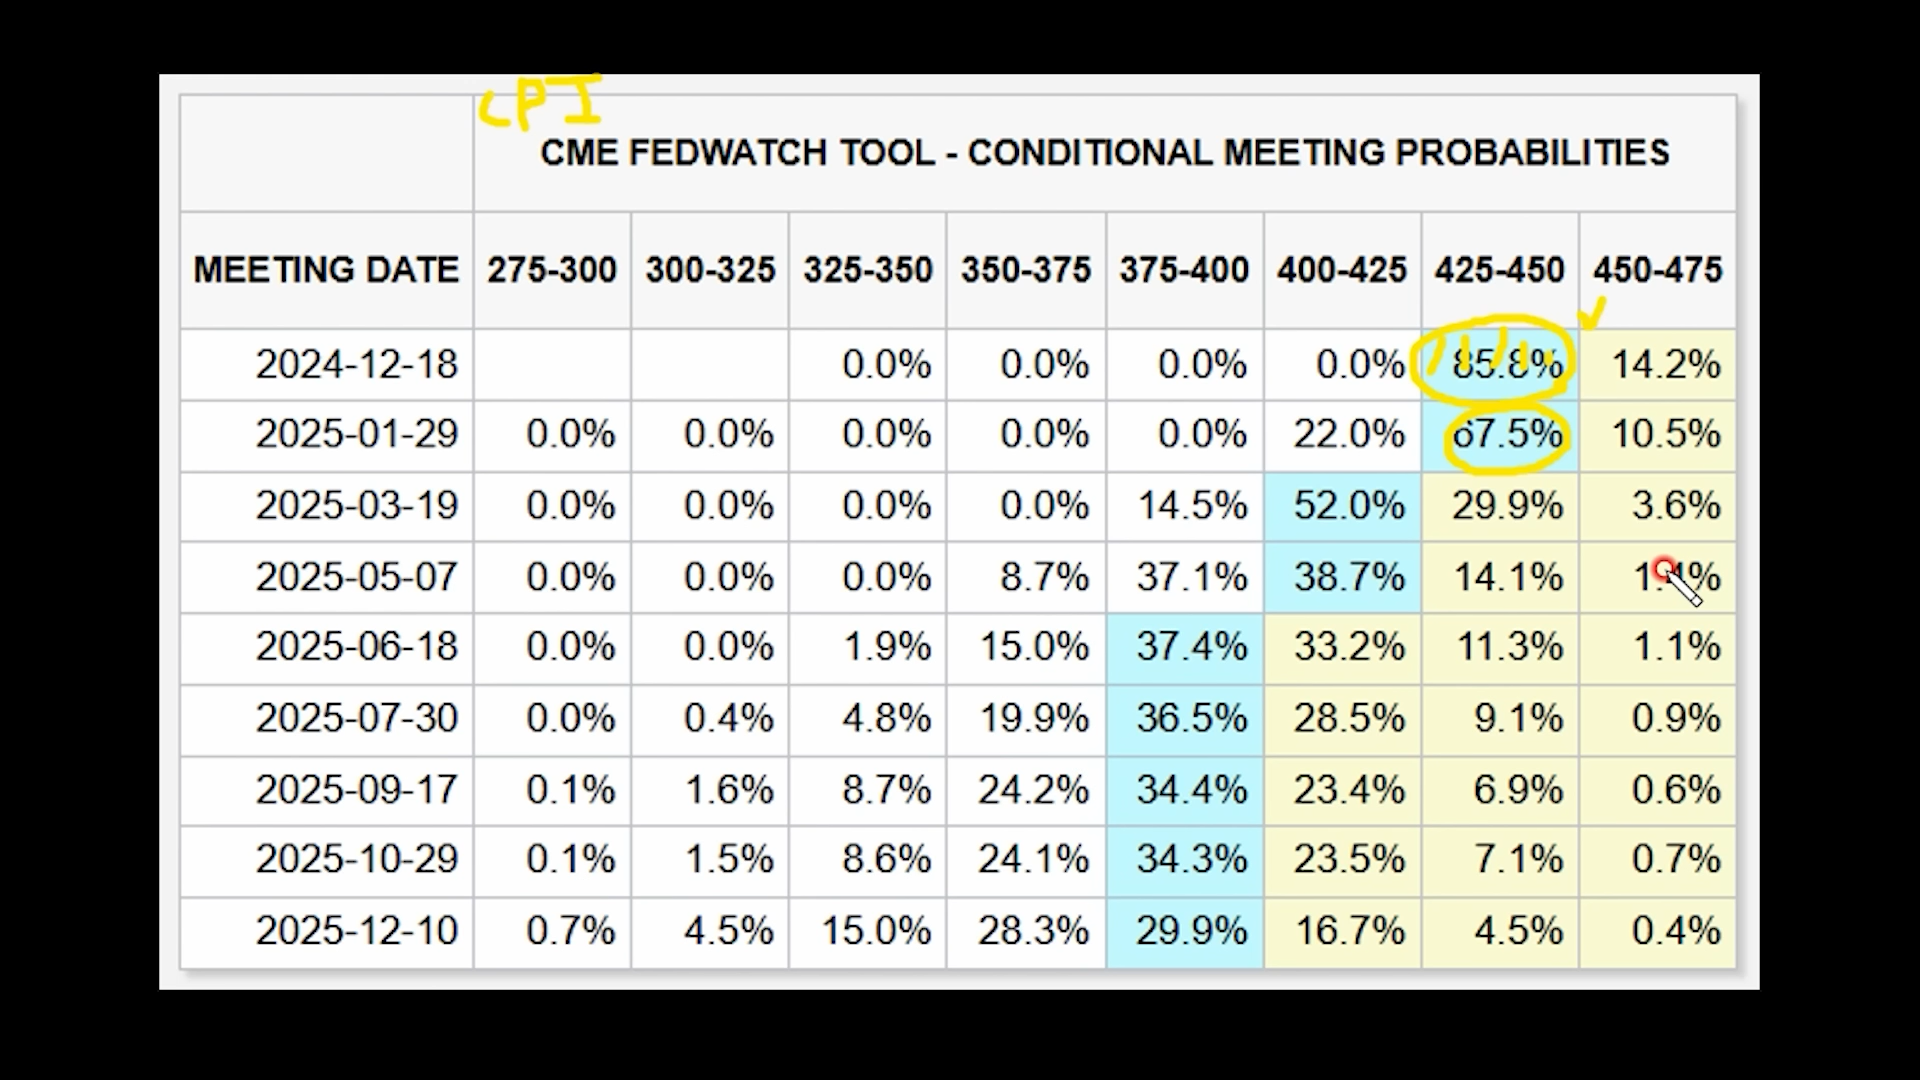 CPI
CME FEDWATCH TOOL - CONDITIONAL MEETING PROBABILITIES
MEETING DATE 275-300 300-325 325-350 350-375 375-400 400-425 425-450 450-475
2024-12-18 0.0% 0.0% 0.0% 0.0% 85.8% 14.2%
2025-01-29 0.0% 0.0% 0.0% 0.0% 0.0% 22.0% 67.5% 10.5%
2025-03-19 0.0% 0.0% 0.0% 0.0% 14.5% 52.0% 29.9% 3.6%
2025-05-07 0.0% 0.0% 0.0% 8.7% 37.1% 38.7% 14.1% 1.4%
2025-06-18 0.0% 0.0% 1.9% 15.0% 37.4% 33.2% 11.3% 1.1%
2025-07-30 0.0% 0.4% 4.8% 19.9% 36.5% 28.5% 9.1% 0.9%
2025-09-17 0.1% 1.6% 8.7% 24.2% 34.4% 23.4% 6.9% 0.6%
2025-10-29 0.1% 1.5% 8.6% 24.1% 34.3% 23.5% 7.1% 0.7%
2025-12-10 0.7% 4.5% 15.0% 28.3% 29.9% 16.7% 4.5% 0.4%